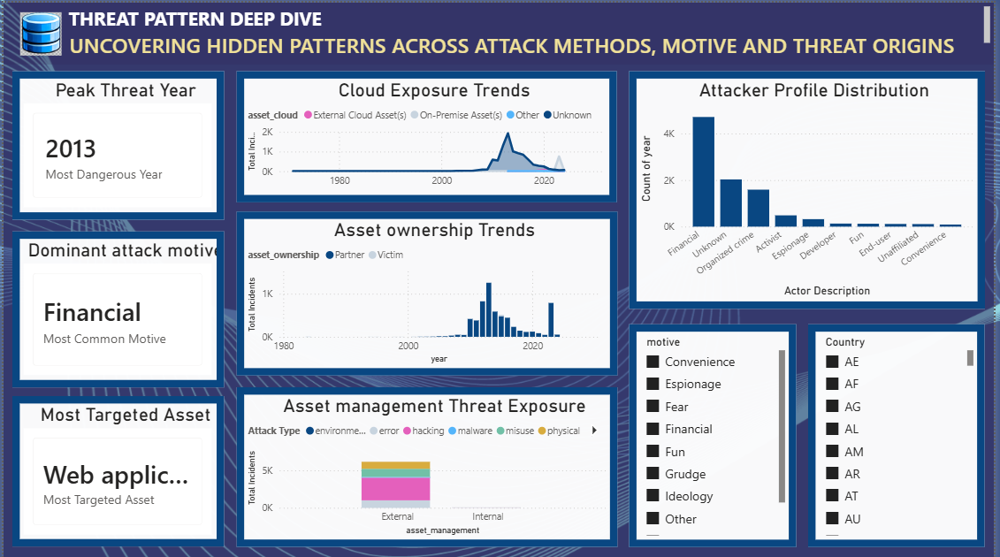 THREAT PATTERN DEEP DIVE
UNCOVERING HIDDEN PATTERNS ACROSS ATTACK METHODS, MOTIVE AND THREAT ORIGINS
Peak Threat Year
2013
Most Dangerous Year
Dominant attack motive
Financial
Most Common Motive
Most Targeted Asset
Web applic...
Most Targeted Asset
Cloud Exposure Trends
asset_cloud External Cloud Asset(s) On-Premise Asset(s) Other Unknown
Total Inci...
2K
1K
0K
1980 2000 2020
Asset ownership Trends
asset_ownership Partner Victim
Total Incidents
1K
0K
1980 2000 2020
year
Asset management Threat Exposure
Attack Type environme... error hacking malware misuse physical
Total Incidents
5K
0K
External Internal
asset_management
Attacker Profile Distribution
Count of year
4K
2K
0K
Financial Unknown Organized crime Activist Espionage Developer Fun End-user Unaffiliated Convenience
Actor Description
motive
Convenience
Espionage
Fear
Financial
Fun
Grudge
Ideology
Other
Country
AE
AF
AG
AL
AM
AR
AT
AU